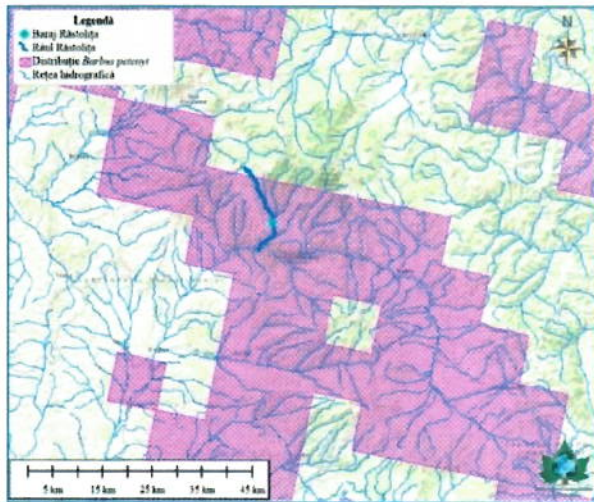 Legendă
Baraj Răstolița
Râul Răstolița
Distribuție Barbus petenyi
Rețea hidrografică
N
5 km 15 km 25 km 35 km 45 km